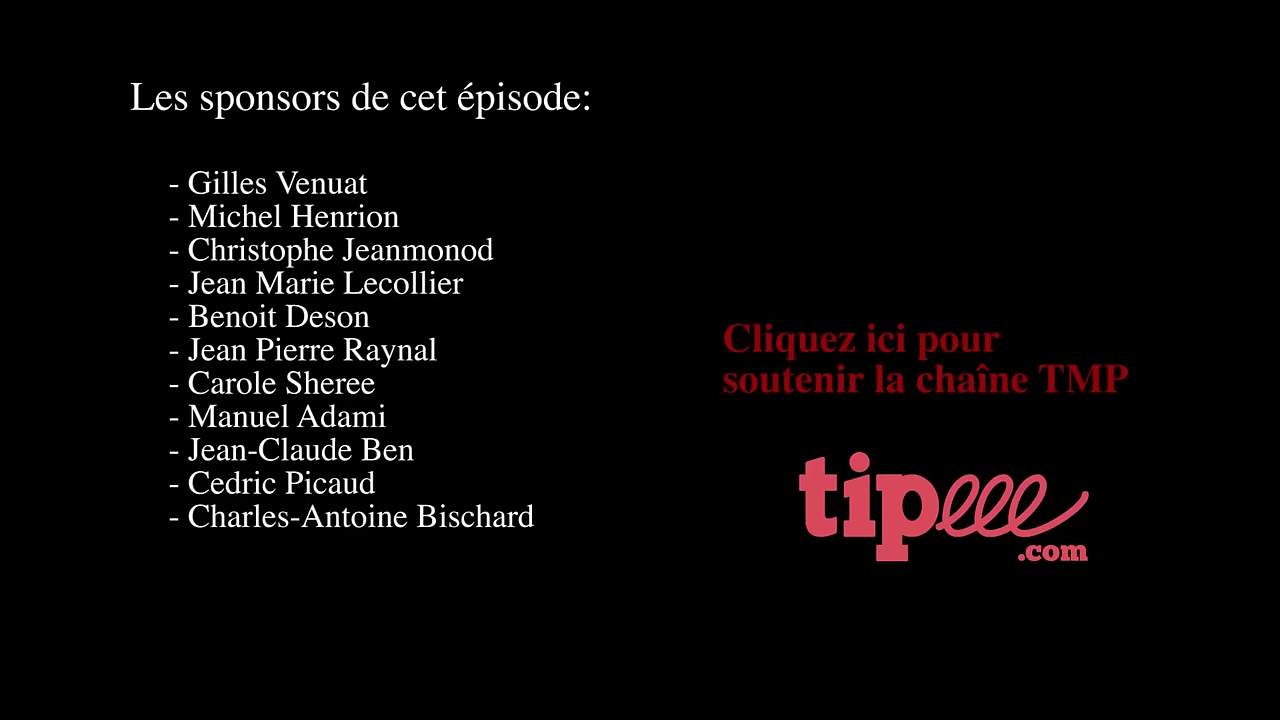 Les sponsors de cet épisode:
- Gilles Venuat
- Michel Henrion
- Christophe Jeanmonod
- Jean Marie Lecollier
- Benoit Deson
- Jean Pierre Raynal
- Carole Sheree
- Manuel Adami
- Jean-Claude Ben
- Cedric Picaud
- Charles-Antoine Bischard
Cliquez ici pour
soutenir la chaîne TMP
tipeee
.com